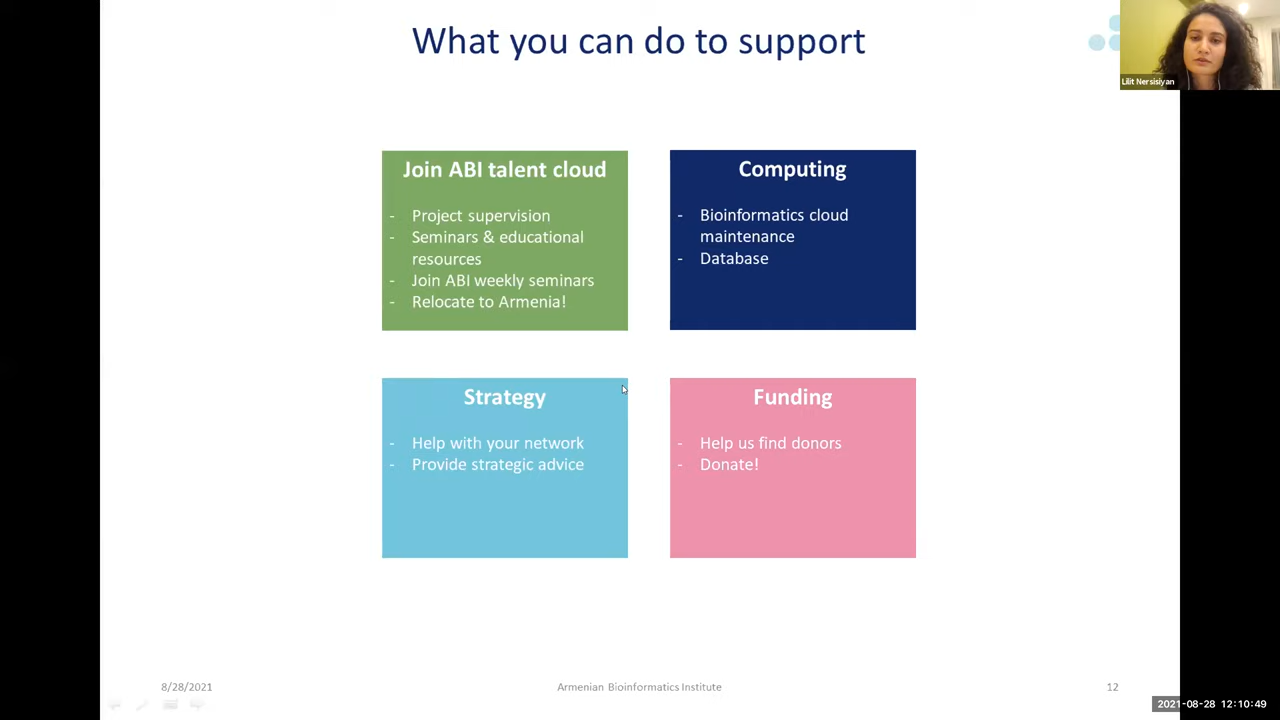 What you can do to support
Lilit Nersisiyan
Join ABI talent cloud
- Project supervision
- Seminars & educational
resources
- Join ABI weekly seminars
- Relocate to Armenia!
Computing
- Bioinformatics cloud
maintenance
- Database
Strategy
- Help with your network
- Provide strategic advice
Funding
- Help us find donors
- Donate!
8/28/2021
Armenian Bioinformatics Institute
12
2021-08-28 12:10:49